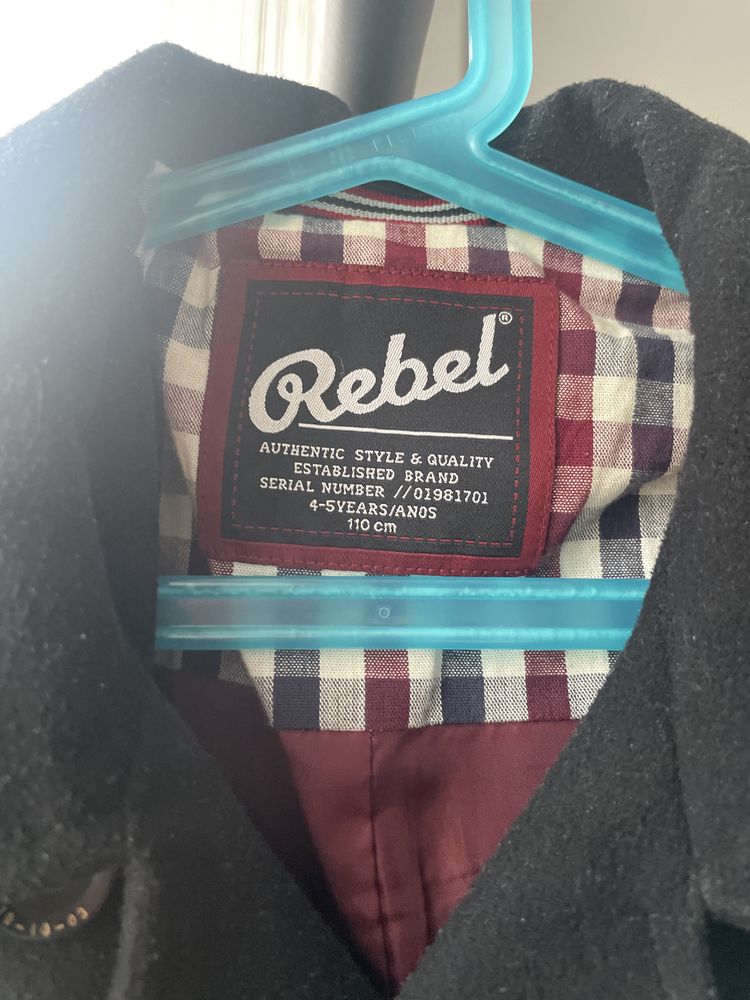 Rebel®
AUTHENTIC STYLE & QUALITY
ESTABLISHED BRAND
SERIAL NUMBER //01981701
4-5YEARS/ANOS
110 cm